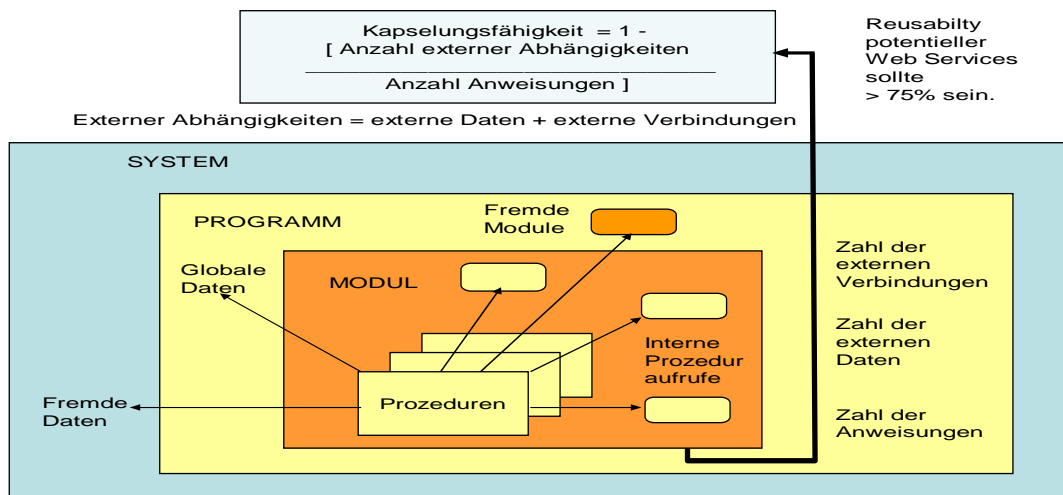 Kapselungsfähigkeit = 1 -
[ Anzahl externer Abhängigkeiten
Anzahl Anweisungen ]
Reusabilty
potentieller
Web Services
sollte
> 75% sein.
Externer Abhängigkeiten = externe Daten + externe Verbindungen
SYSTEM
PROGRAMM
Fremde
Module
Globale
Daten
MODUL
Zahl der
externen
Verbindungen
Interne
Prozedur
aufrufe
Zahl der
externen
Daten
Prozeduren
Fremde
Daten
Zahl der
Anweisungen